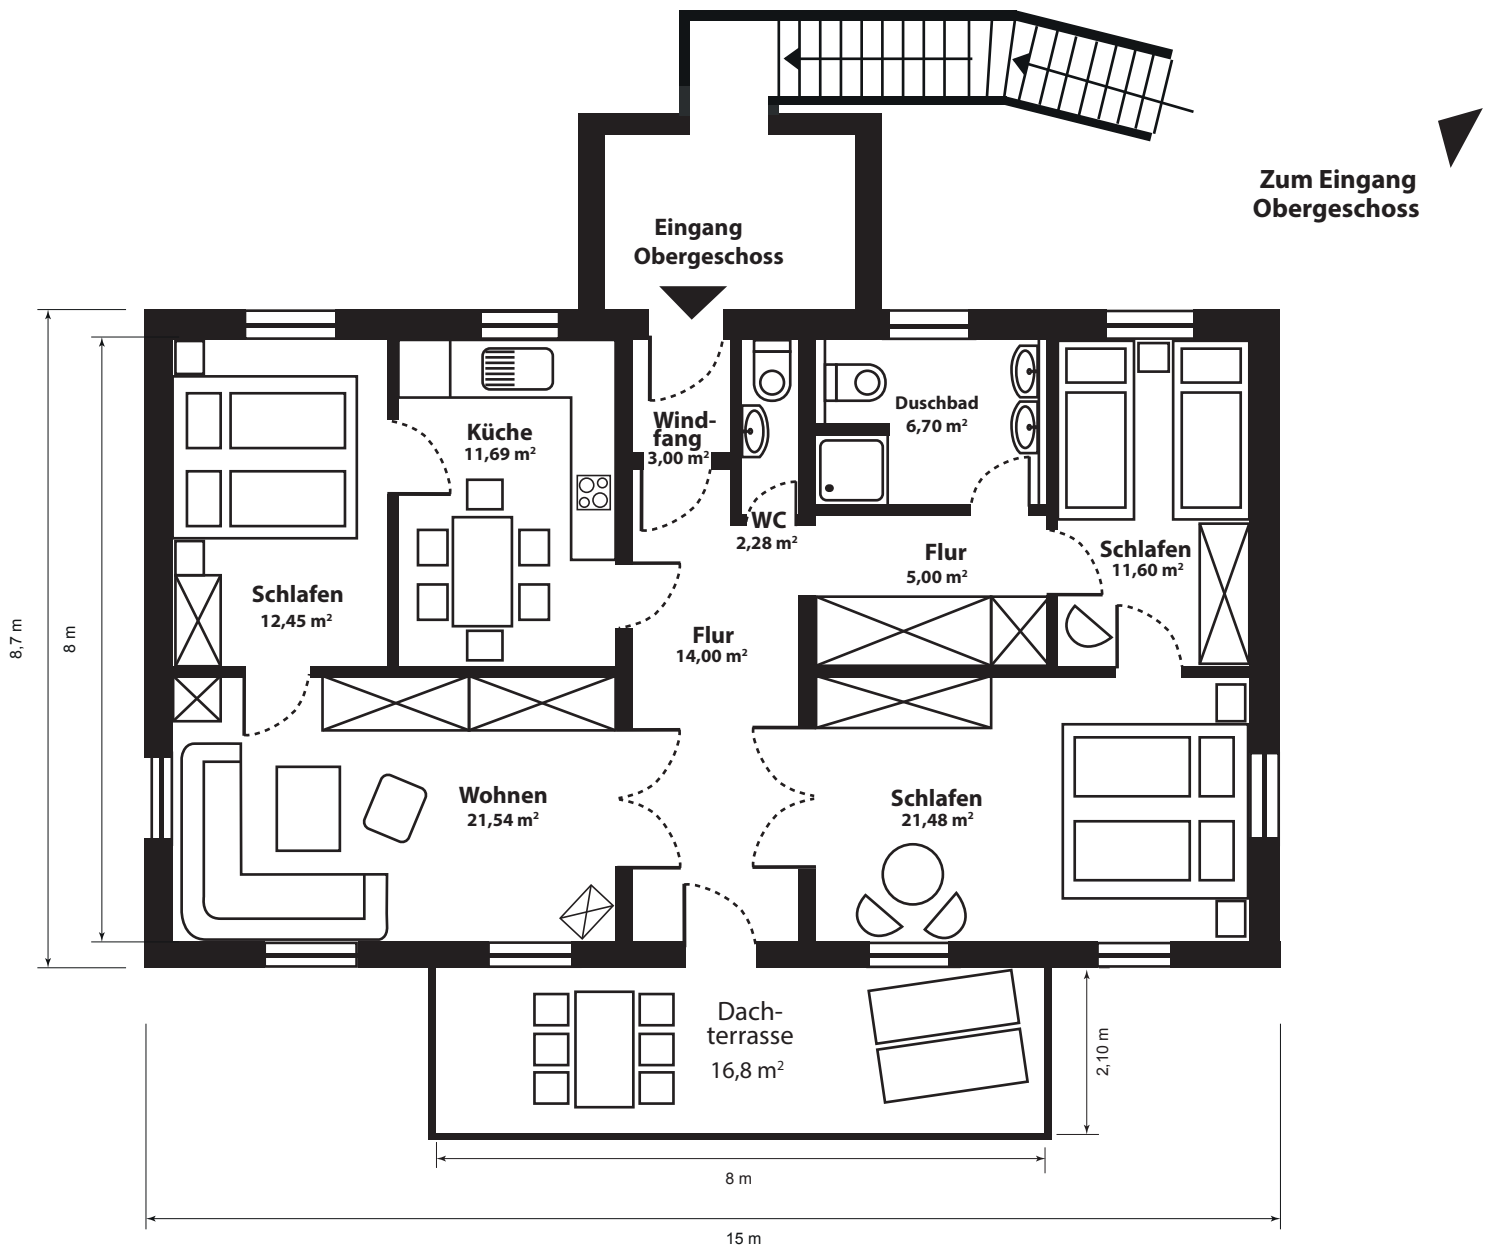 Zum Eingang
Obergeschoss
Eingang
Obergeschoss
Küche
11,69 m²
Wind-
fang
3,00 m²
Duschbad
6,70 m²
WC
2,28 m²
Flur
5,00 m²
Schlafen
11,60 m²
Schlafen
12,45 m²
Flur
14,00 m²
8,7 m
8 m
Wohnen
21,54 m²
Schlafen
21,48 m²
Dach-
terrasse
16,8 m²
2,10 m
8 m
15 m